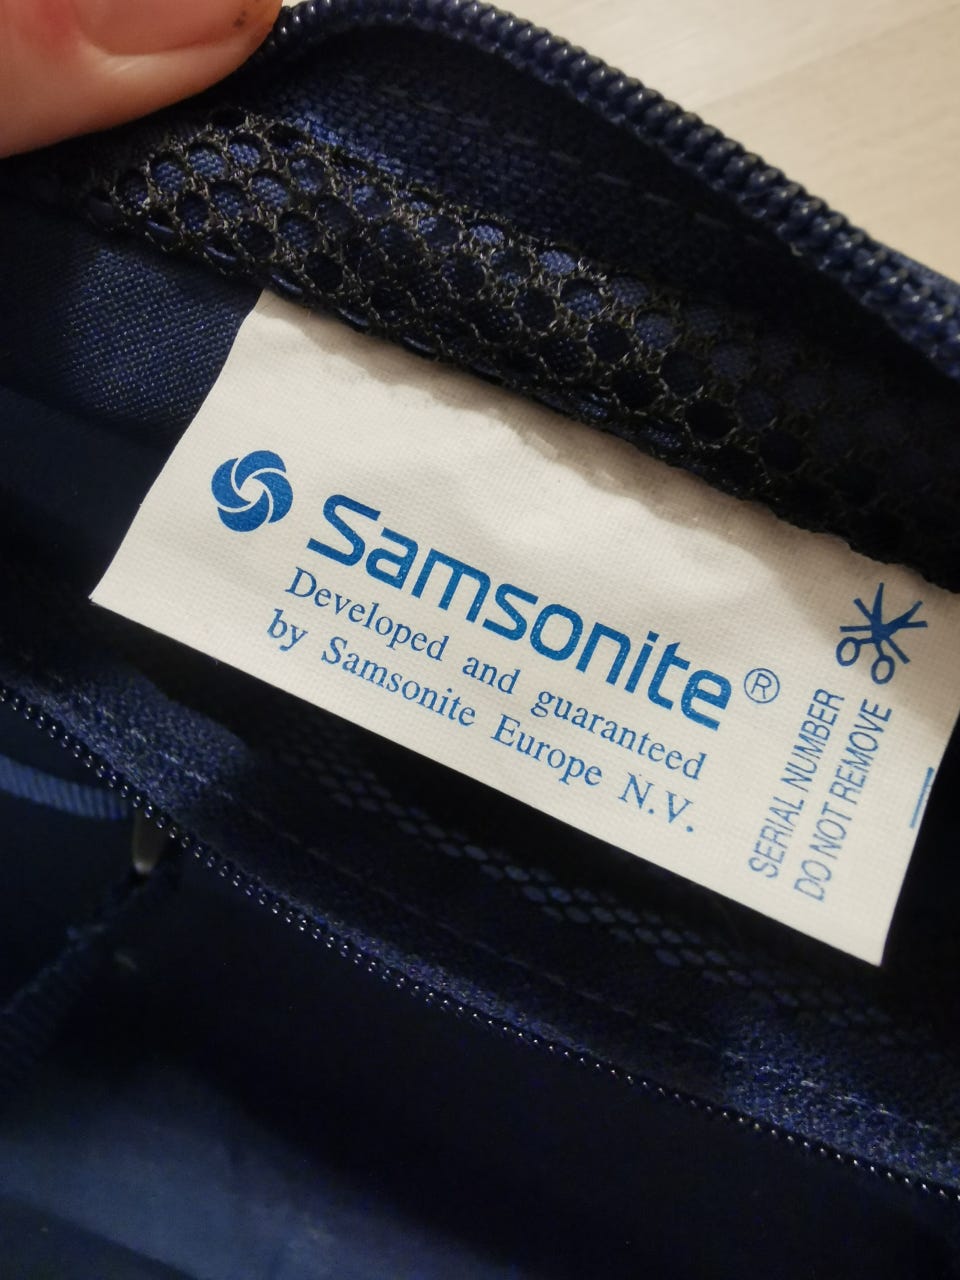 Samsonite®
Developed and guaranteed
by Samsonite Europe N.V.
SERIAL NUMBER
DO NOT REMOVE